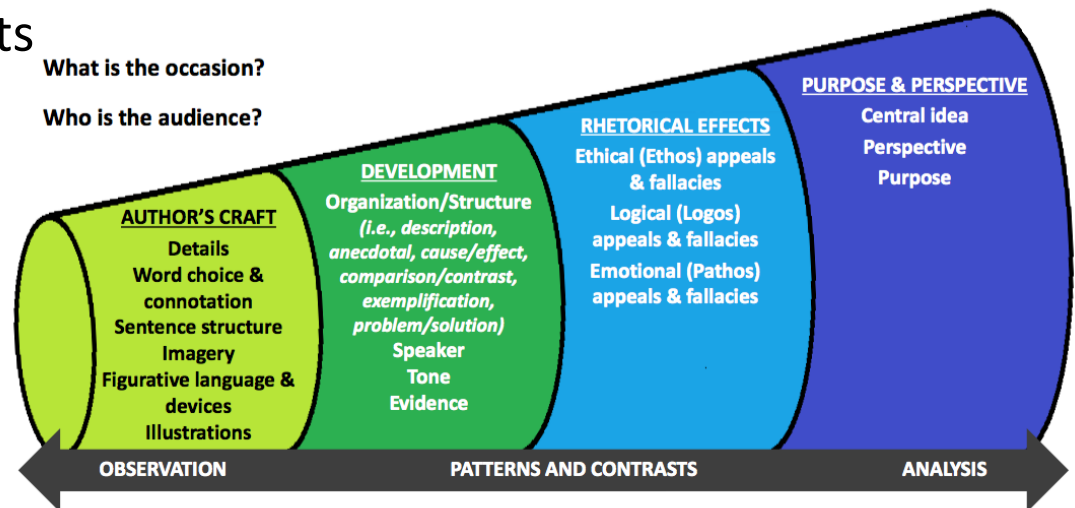 ts
What is the occasion?
Who is the audience?
AUTHOR’S CRAFT
Details
Word choice &
connotation
Sentence structure
Imagery
Figurative language &
devices
Illustrations
DEVELOPMENT
Organization/Structure
(i.e., description,
anecdotal, cause/effect,
comparison/contrast,
exemplification,
problem/solution)
Speaker
Tone
Evidence
RHETORICAL EFFECTS
Ethical (Ethos) appeals
& fallacies
Logical (Logos)
appeals & fallacies
Emotional (Pathos)
appeals & fallacies
PURPOSE & PERSPECTIVE
Central idea
Perspective
Purpose
OBSERVATION
PATTERNS AND CONTRASTS
ANALYSIS